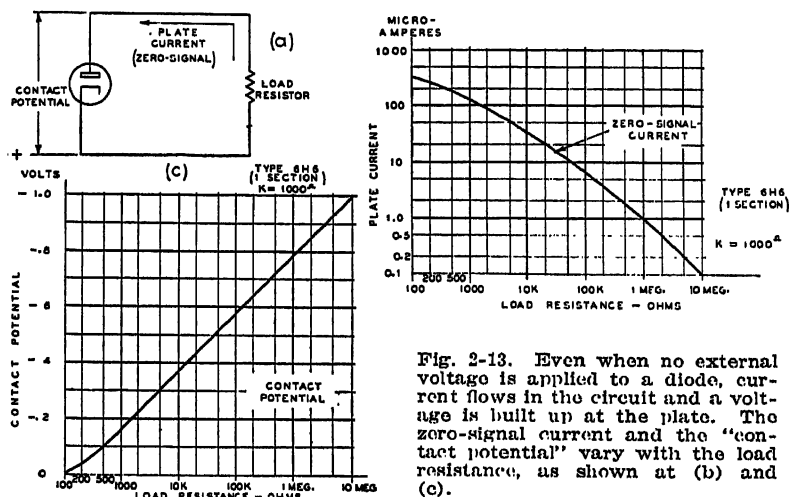 (a)
PLATE
CURRENT
(ZERO-SIGNAL)
CONTACT
POTENTIAL
LOAD
RESISTOR
+
MICRO-
AMPERES
1000
100
10
1.0
0.5
0.2
0.1
PLATE CURRENT
ZERO-SIGNAL
CURRENT
TYPE 6H6
(1 SECTION)
K = 1000Ω
100 200 500 1000 10K 100K 1 MEG. 10 MEG.
LOAD RESISTANCE - OHMS
(c)
VOLTS
TYPE 6H6
(1 SECTION)
K = 1000Ω
- 1.0
-.8
-.6
-.4
-.2
0
CONTACT POTENTIAL
CONTACT
POTENTIAL
100 200 500 1000 10K 100K 1 MEG. 10 MEG
LOAD RESISTANCE - OHMS
Fig. 2-13. Even when no external
voltage is applied to a diode, cur-
rent flows in the circuit and a volt-
age is built up at the plate. The
zero-signal current and the “con-
tact potential” vary with the load
resistance, as shown at (b) and
(c).